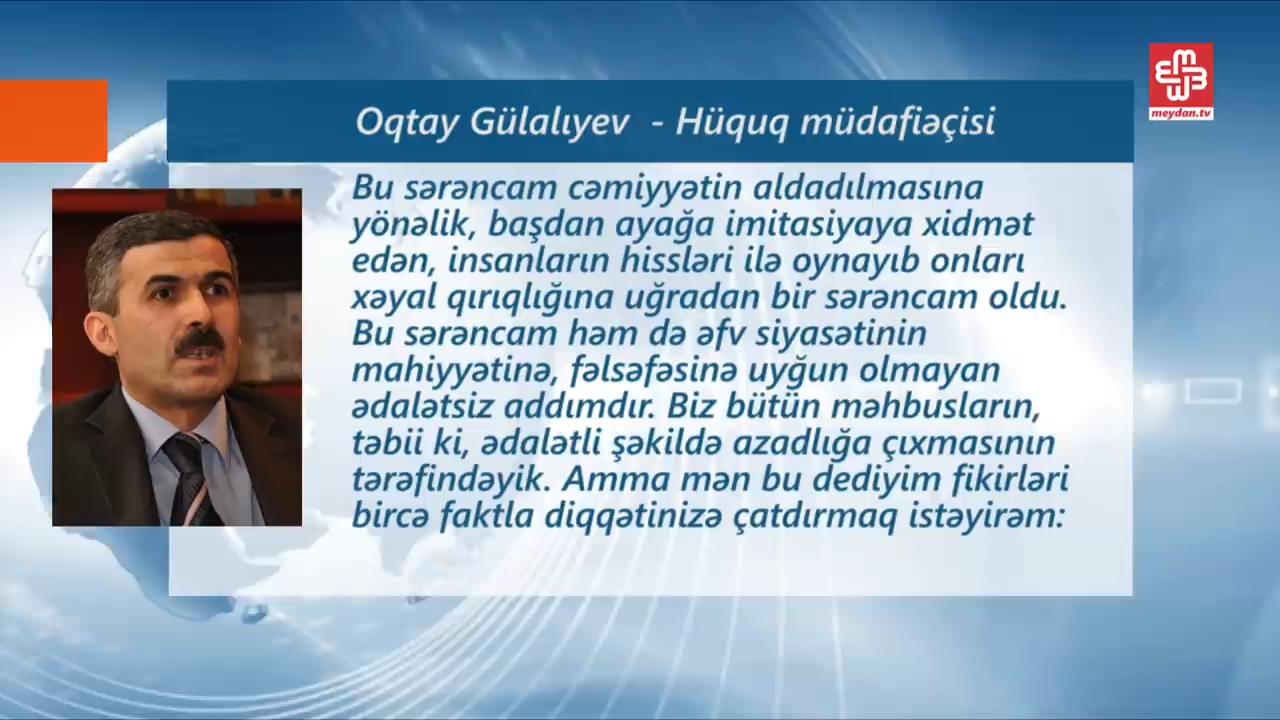 Oqtay Gülalıyev - Hüquq müdafiəçisi
meydan.tv
Bu sərəncam cəmiyyətin aldadılmasına
yönəlik, başdan ayağa imitasiyaya xidmət
edən, insanların hissləri ilə oynayıb onları
xəyal qırıqlığına uğradan bir sərəncam oldu.
Bu sərəncam həm də əfv siyasətinin
mahiyyətinə, fəlsəfəsinə uyğun olmayan
ədalətsiz addımdır. Biz bütün məhbusların,
təbii ki, ədalətli şəkildə azadlığa çıxmasının
tərəfindəyik. Amma mən bu dediyim fikirləri
bircə faktla diqqətinizə çatdırmaq istəyirəm: